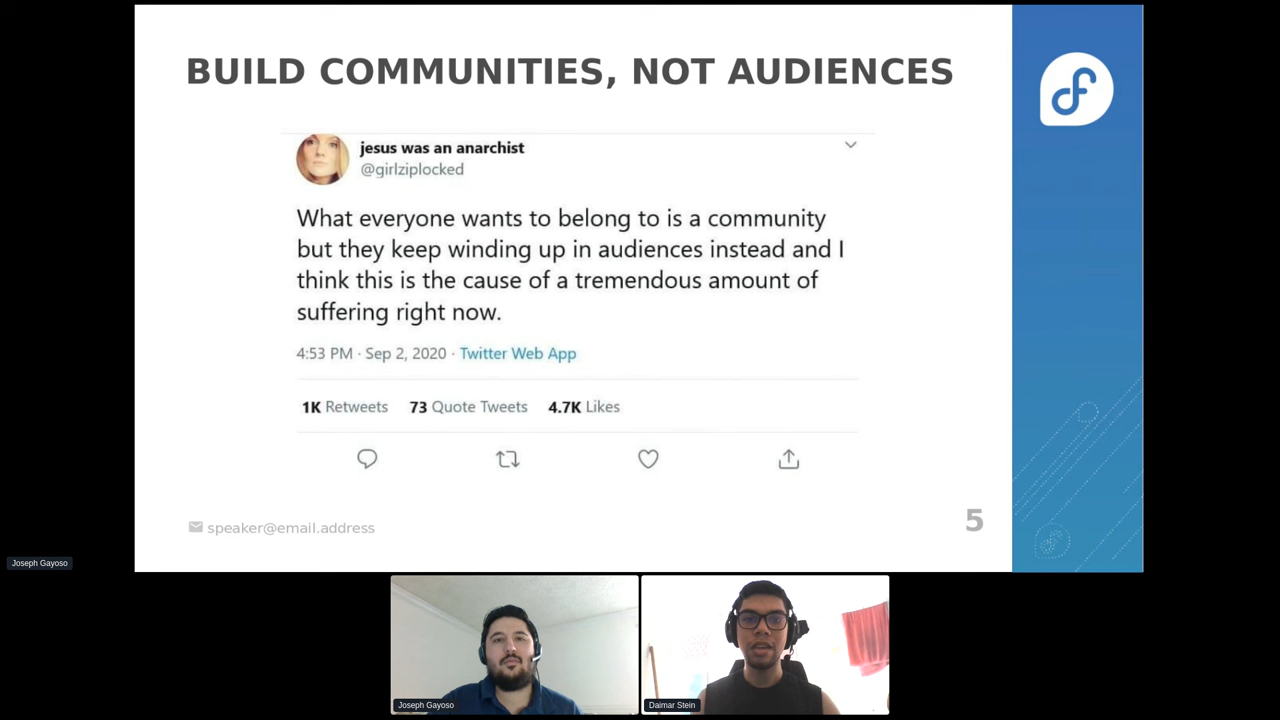 BUILD COMMUNITIES, NOT AUDIENCES
jesus was an anarchist
@girlziplocked
What everyone wants to belong to is a community
but they keep winding up in audiences instead and I
think this is the cause of a tremendous amount of
suffering right now.
4:53 PM · Sep 2, 2020 · Twitter Web App
1K Retweets 73 Quote Tweets 4.7K Likes
speaker@email.address
5
Joseph Gayoso
Joseph Gayoso
Daimar Stein